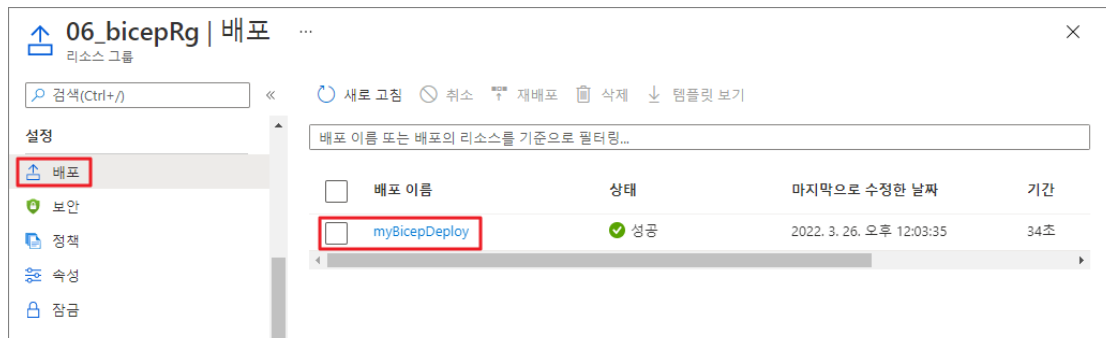 06_bicepRg | 배포 ...
리소스 그룹
검색(Ctrl+/)
새로 고침 취소 재배포 삭제 템플릿 보기
설정
배포
보안
정책
속성
잠금
배포 이름 또는 배포의 리소스를 기준으로 필터링...
배포 이름 상태 마지막으로 수정한 날짜 기간
myBicepDeploy 성공 2022. 3. 26. 오후 12:03:35 34초